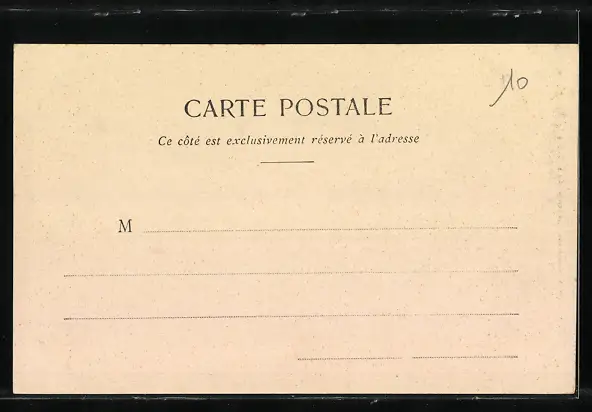 10
CARTE POSTALE
Ce côté est exclusivement réservé à l'adresse
M